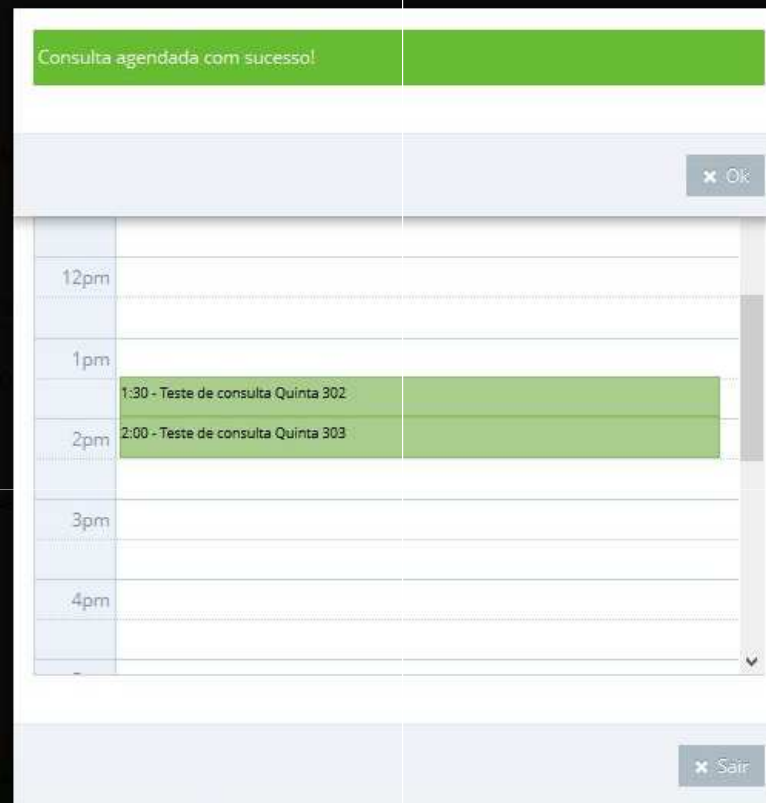 Consulta agendada com sucesso!
✖ Ok
12pm
1pm
1:30 - Teste de consulta Quinta 302
2pm
2:00 - Teste de consulta Quinta 303
3pm
4pm
✖ Sair